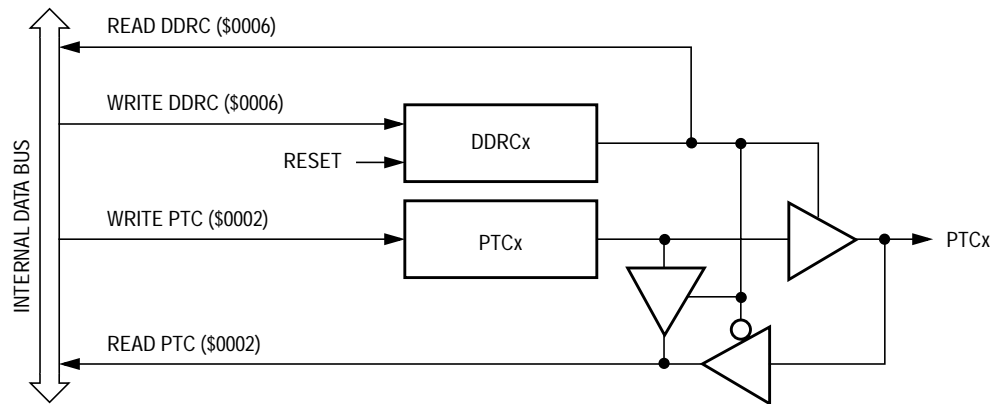 READ DDRC ($0006)
WRITE DDRC ($0006)
DDRCx
RESET
WRITE PTC ($0002)
PTCx
PTCx
READ PTC ($0002)
INTERNAL DATA BUS